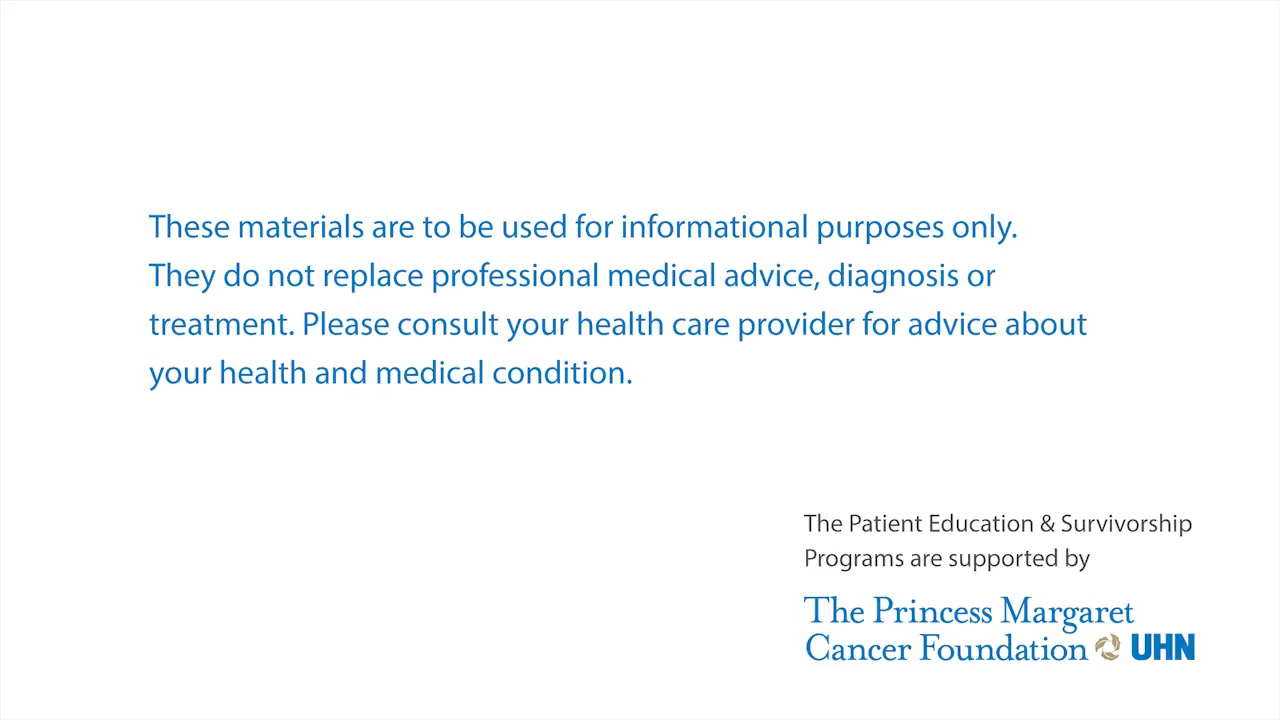 These materials are to be used for informational purposes only.
They do not replace professional medical advice, diagnosis or
treatment. Please consult your health care provider for advice about
your health and medical condition.
The Patient Education & Survivorship
Programs are supported by
The Princess Margaret
Cancer Foundation UHN